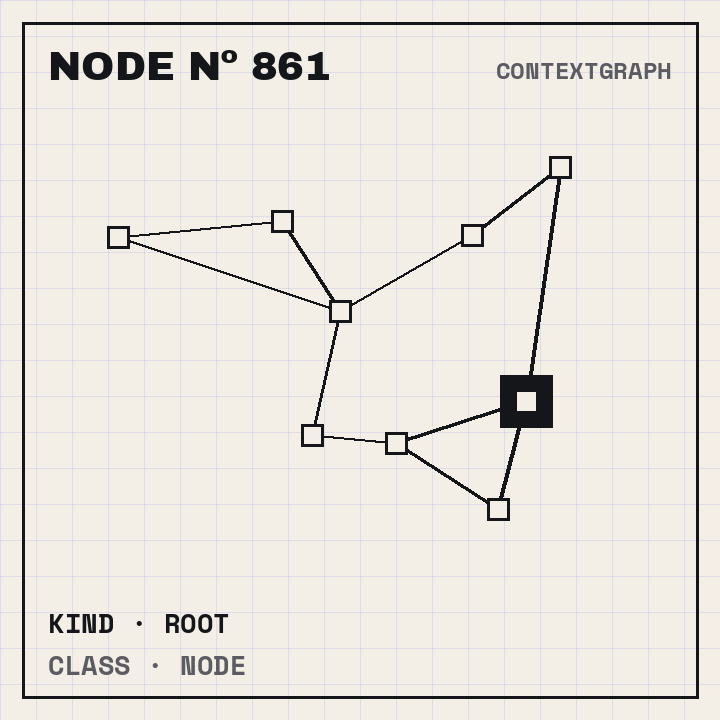 NODE Nº 861
CONTEXTGRAPH
KIND · ROOT
CLASS · NODE